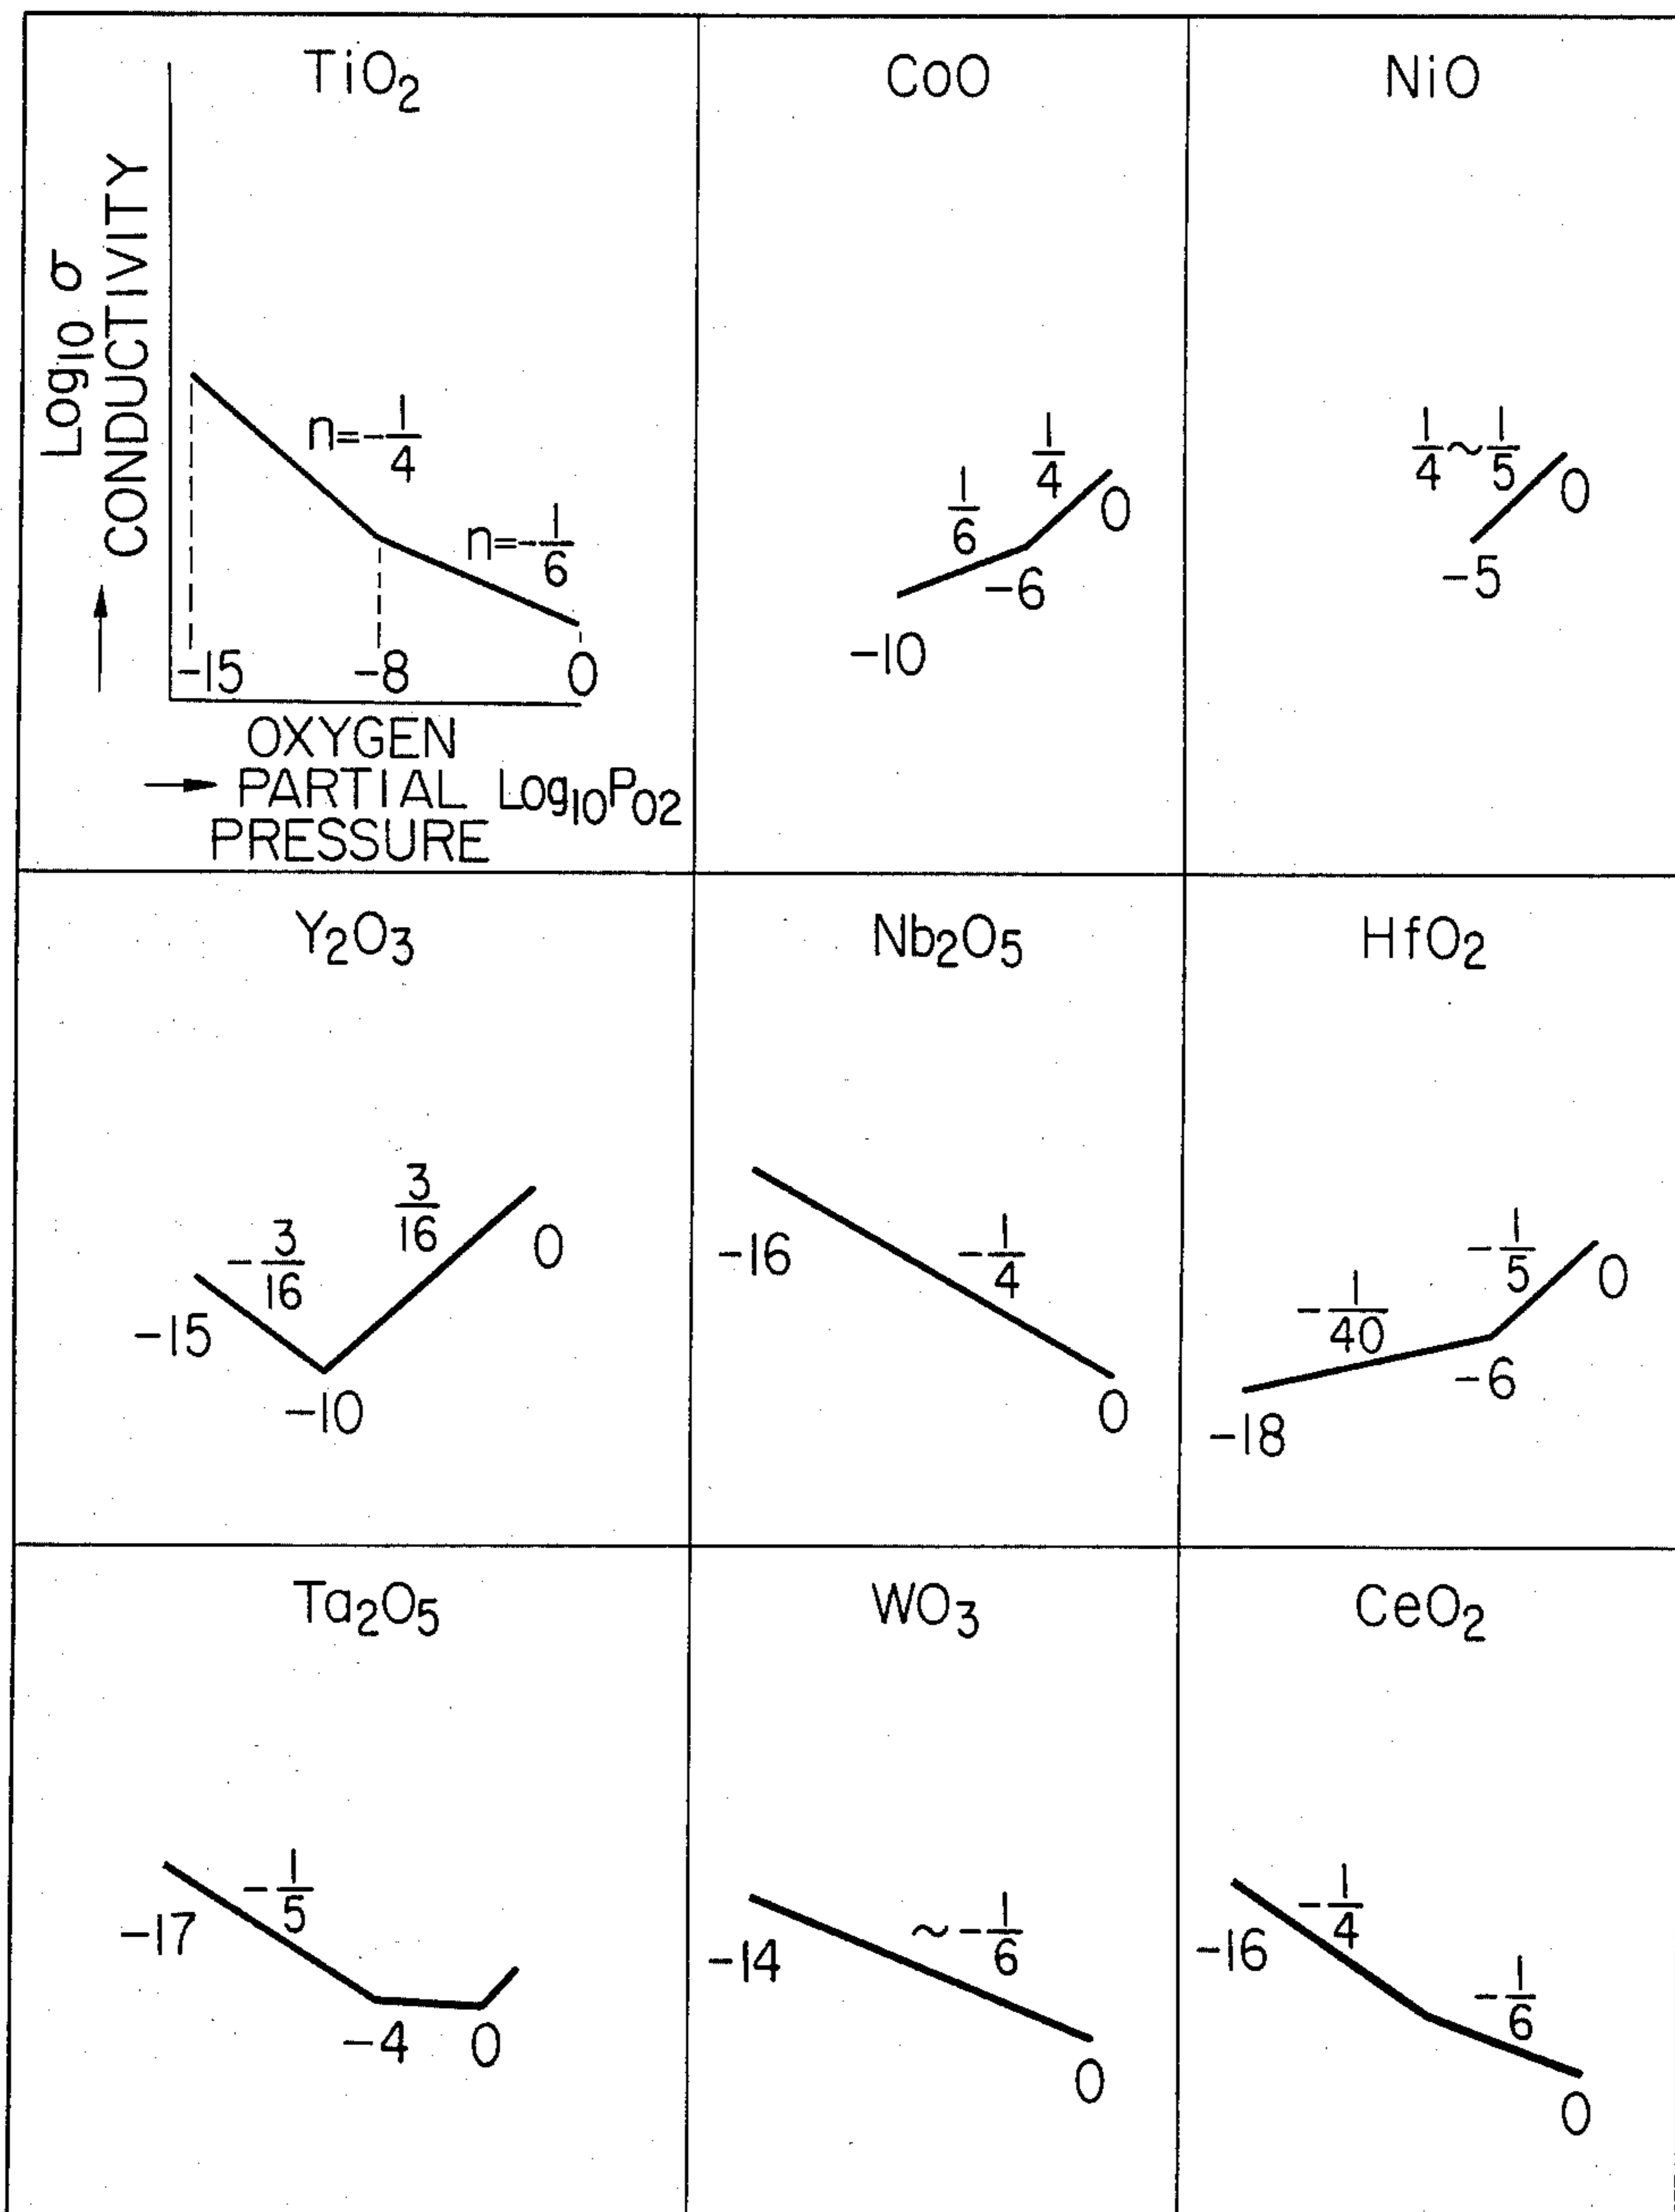 TiO2
Log10 σ
CONDUCTIVITY
n=-1/4
n=-1/6
-15
-8
0
OXYGEN
PARTIAL Log10PO2
PRESSURE
CoO
1/6
1/4
-10
-6
0
NiO
1/4~1/5
-5
0
Y2O3
-3/16
3/16
-15
-10
0
Nb2O5
-16
-1/4
0
HfO2
-1/40
-1/5
-18
-6
0
Ta2O5
-1/5
-17
-4
0
WO3
-14
~-1/6
0
CeO2
-1/4
-16
-1/6
0